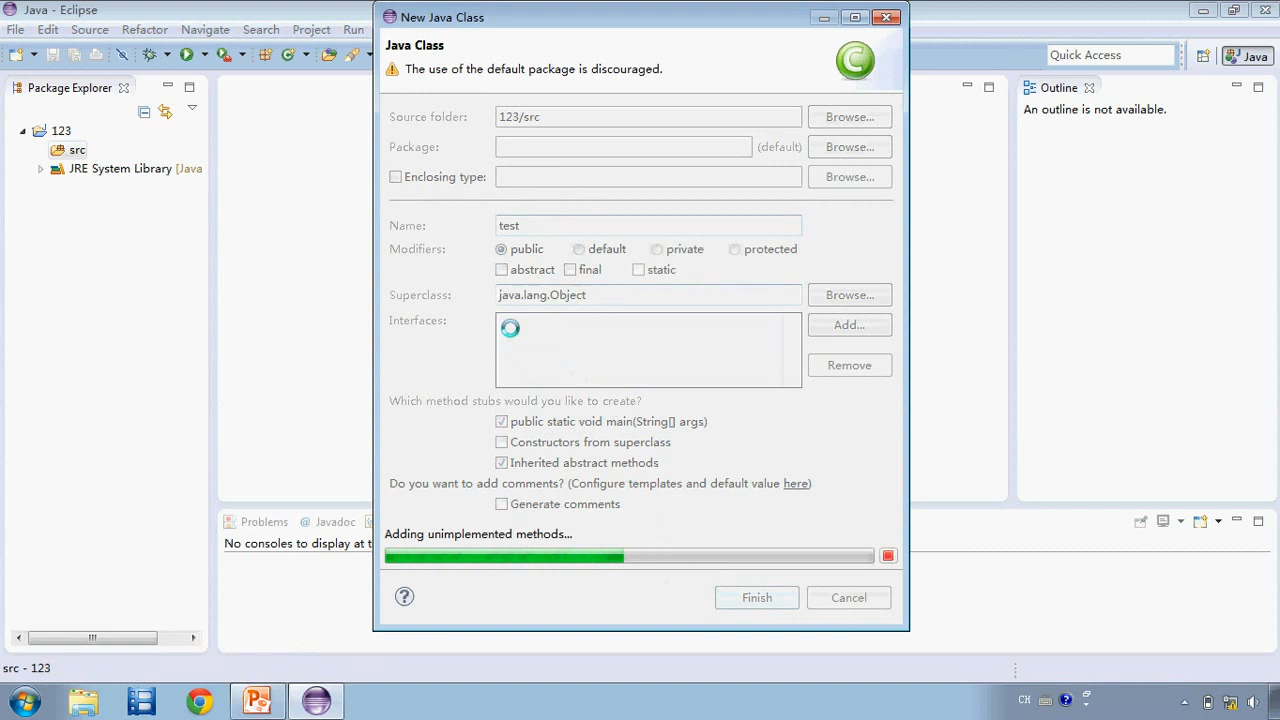 Java - Eclipse
New Java Class
File Edit Source Refactor Navigate Search Project Run
Java Class
The use of the default package is discouraged.
Quick Access
Java
Package Explorer
Outline
An outline is not available.
123
src
JRE System Library [Java
Source folder: 123/src Browse...
Package: (default) Browse...
Enclosing type: Browse...
Name: test
Modifiers: public default private protected
abstract final static
Superclass: java.lang.Object Browse...
Interfaces: Add...
Remove
Which method stubs would you like to create?
public static void main(String[] args)
Constructors from superclass
Inherited abstract methods
Do you want to add comments? (Configure templates and default value here)
Generate comments
Problems @ Javadoc
No consoles to display at t
Adding unimplemented methods...
Finish Cancel
src - 123
CH